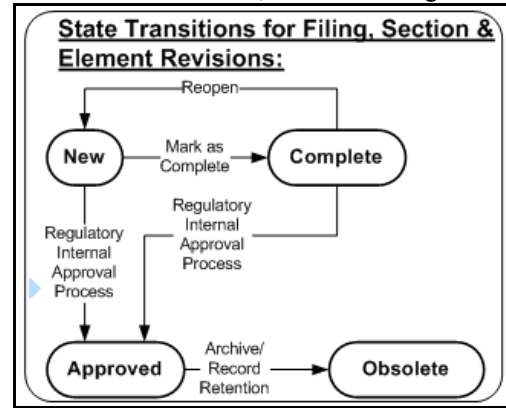 State Transitions for Filing, Section &
Element Revisions:
Reopen
New
Mark as
Complete
Complete
Regulatory
Internal
Approval
Process
Regulatory
Internal
Approval
Process
Approved
Archive/
Record
Retention
Obsolete